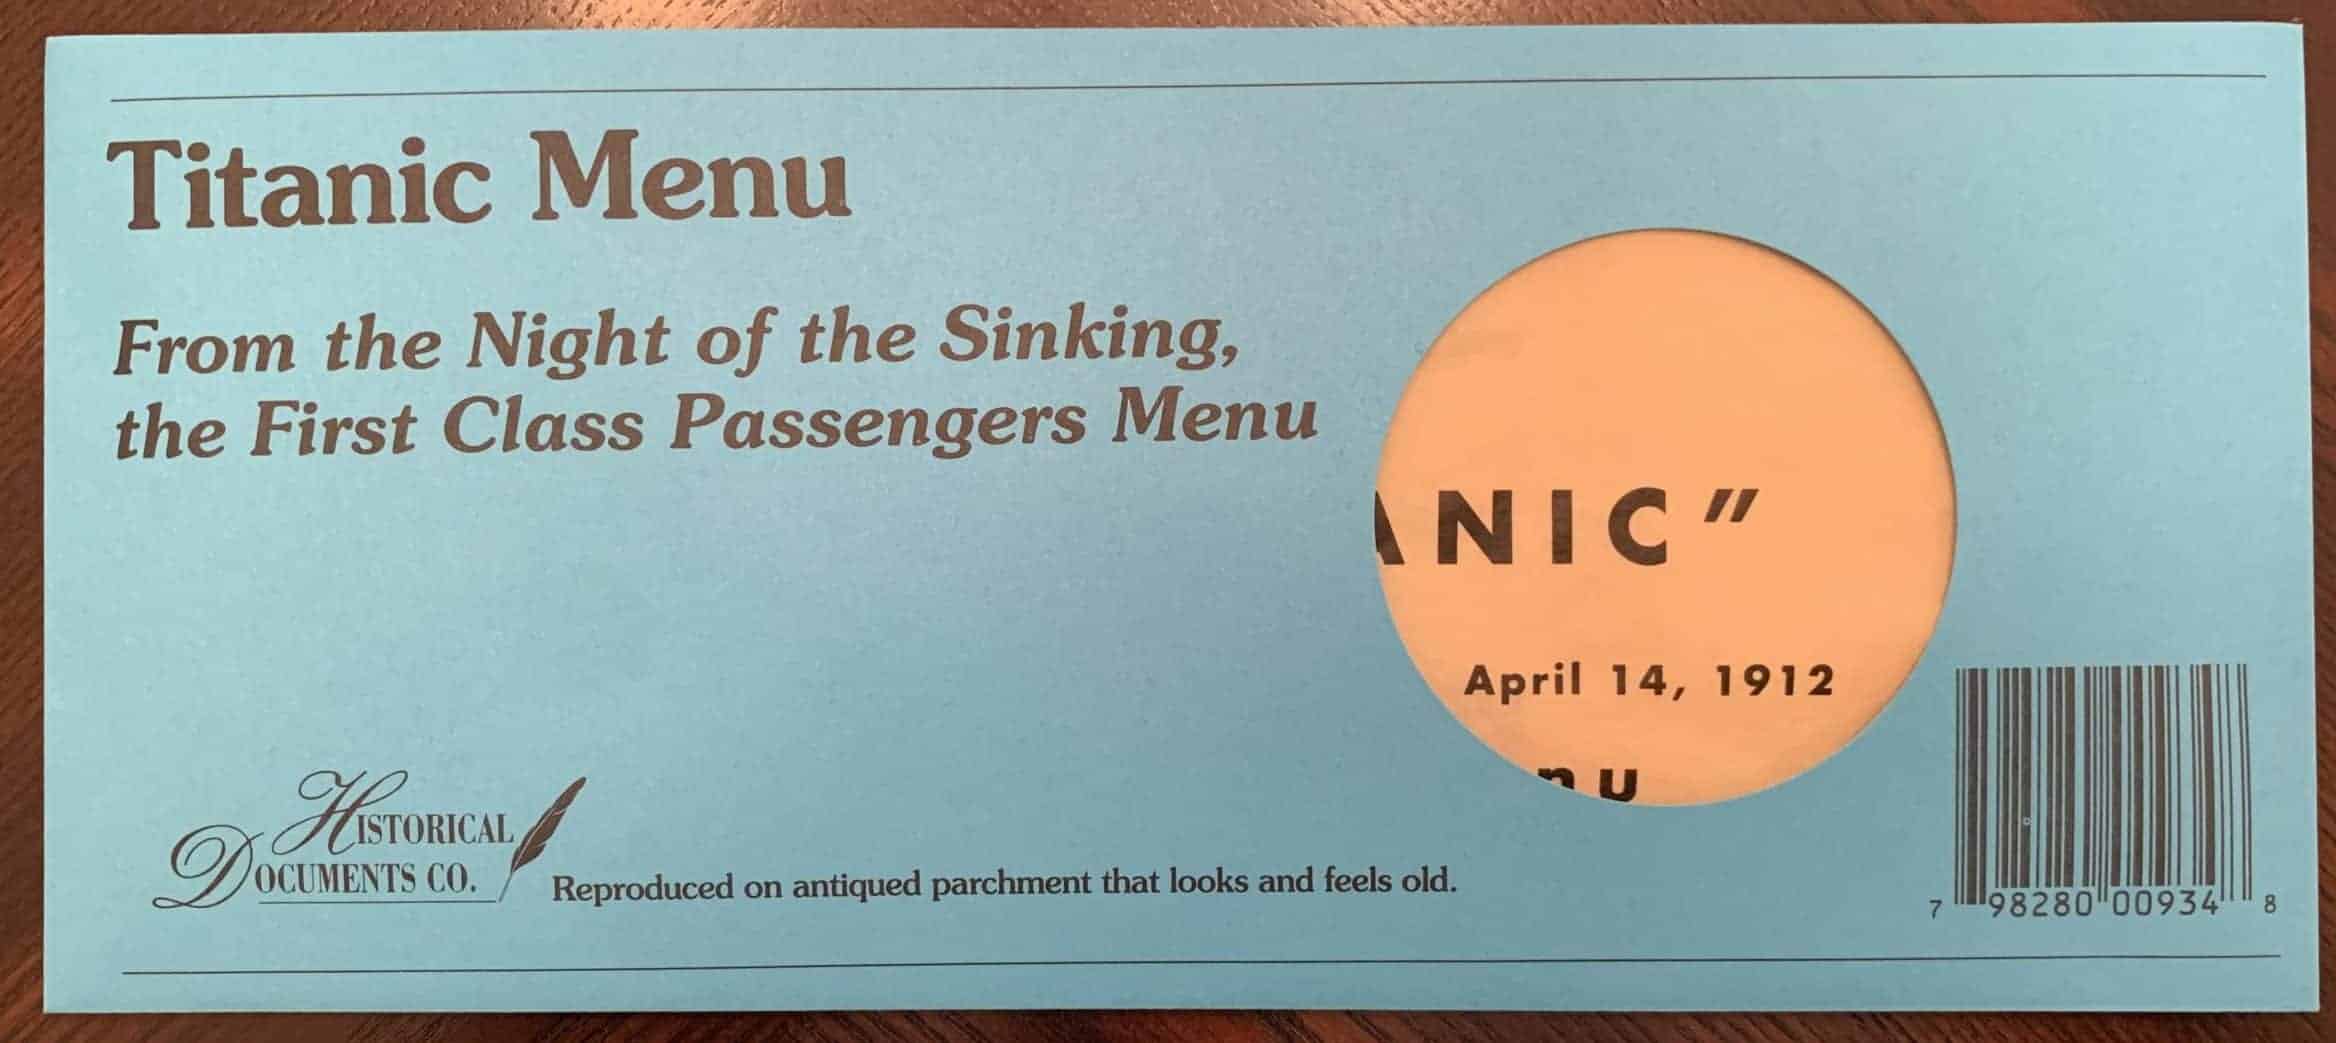 Titanic Menu
From the Night of the Sinking,
the First Class Passengers Menu
ANIC"
April 14, 1912
nu
HISTORICAL
DOCUMENTS CO.
Reproduced on antiqued parchment that looks and feels old.
7 98280 00934 8